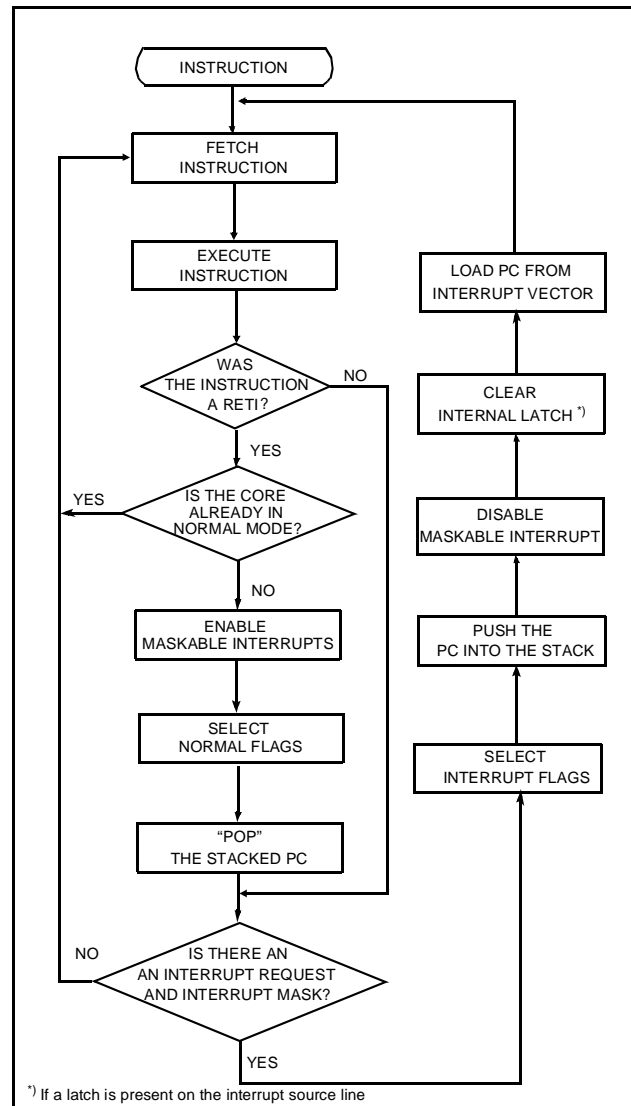 INSTRUCTION
FETCH
INSTRUCTION
EXECUTE
INSTRUCTION
WAS
THE INSTRUCTION
A RETI?
NO
YES
IS THE CORE
ALREADY IN
NORMAL MODE?
YES
NO
ENABLE
MASKABLE INTERRUPTS
SELECT
NORMAL FLAGS
“POP”
THE STACKED PC
IS THERE AN
AN INTERRUPT REQUEST
AND INTERRUPT MASK?
NO
YES
SELECT
INTERRUPT FLAGS
PUSH THE
PC INTO THE STACK
DISABLE
MASKABLE INTERRUPT
CLEAR
INTERNAL LATCH *)
LOAD PC FROM
INTERRUPT VECTOR
*) If a latch is present on the interrupt source line